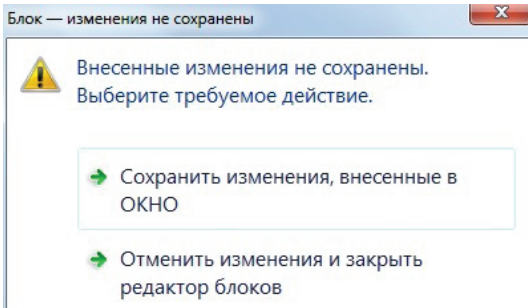 Блок — изменения не сохранены
Внесенные изменения не сохранены.
Выберите требуемое действие.
Сохранить изменения, внесенные в
ОКНО
Отменить изменения и закрыть
редактор блоков